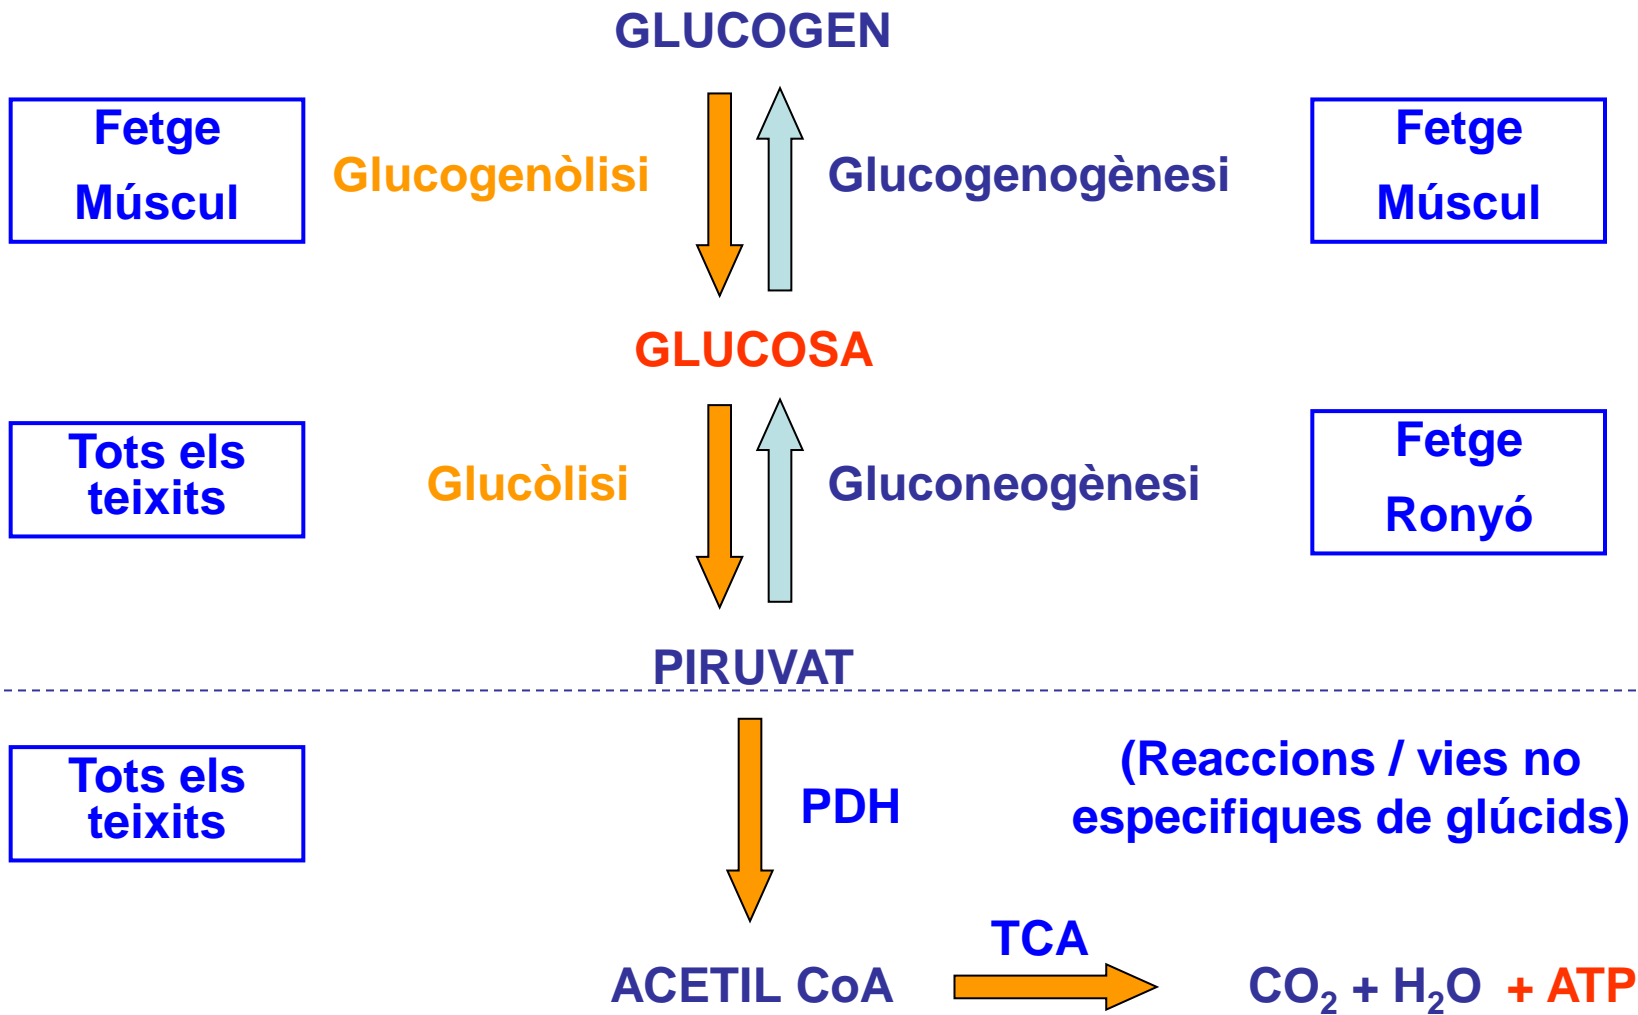 GLUCOGEN
Fetge
Múscul
Glucogenòlisi
Glucogenogènesi
Fetge
Múscul
GLUCOSA
Tots els
teixits
Glucòlisi
Gluconeogènesi
Fetge
Ronyó
PIRUVAT
Tots els
teixits
PDH
(Reaccions / vies no
especifiques de glúcids)
TCA
ACETIL CoA
CO₂ + H₂O + ATP